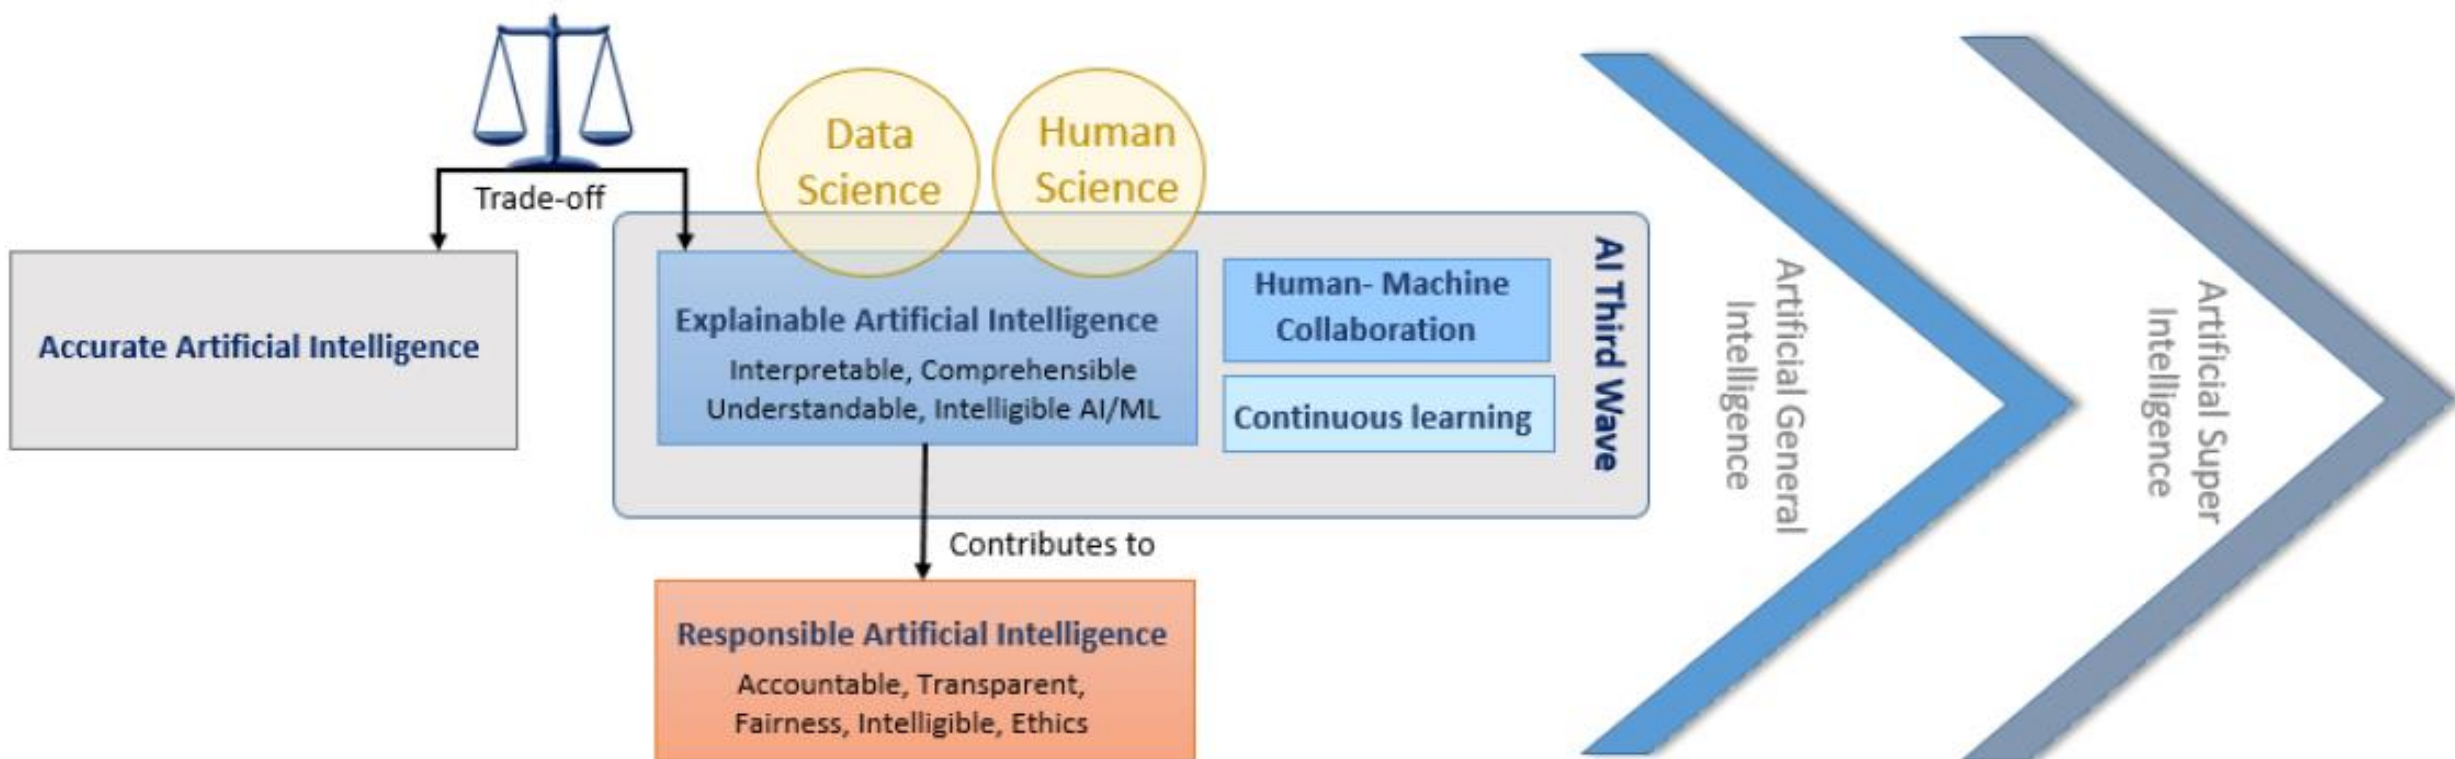 Trade-off
Data
Science
Human
Science
Accurate Artificial Intelligence
Explainable Artificial Intelligence
Interpretable, Comprehensible
Understandable, Intelligible AI/ML
Human- Machine
Collaboration
Continuous learning
AI Third Wave
Contributes to
Responsible Artificial Intelligence
Accountable, Transparent,
Fairness, Intelligible, Ethics
Artificial General
Intelligence
Artificial Super
Intelligence